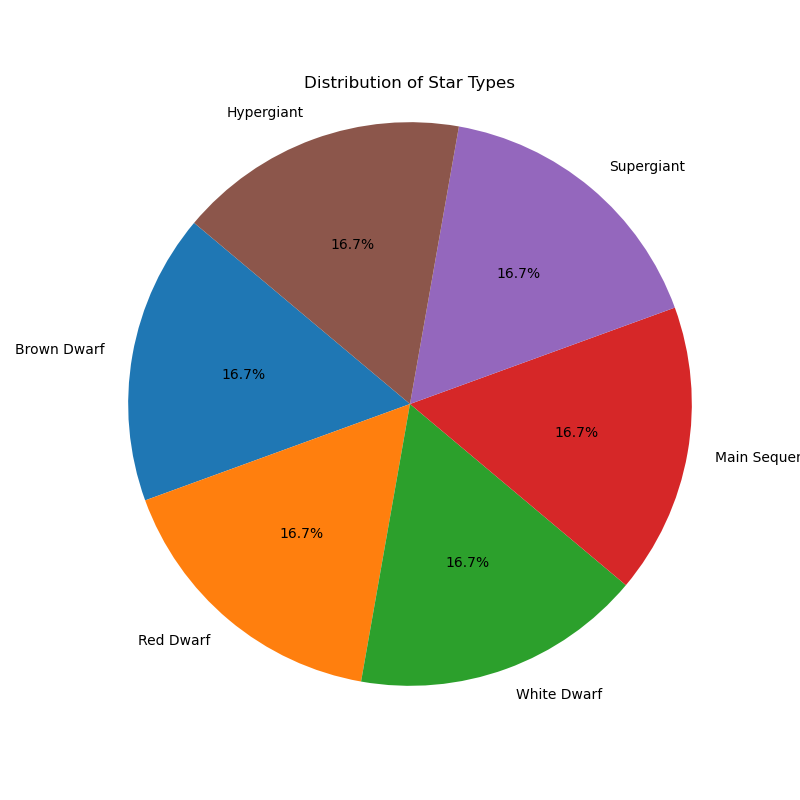 Distribution of Star Types
Hypergiant
Supergiant
16.7%
16.7%
Brown Dwarf
16.7%
16.7%
Main Sequer
16.7%
16.7%
Red Dwarf
White Dwarf